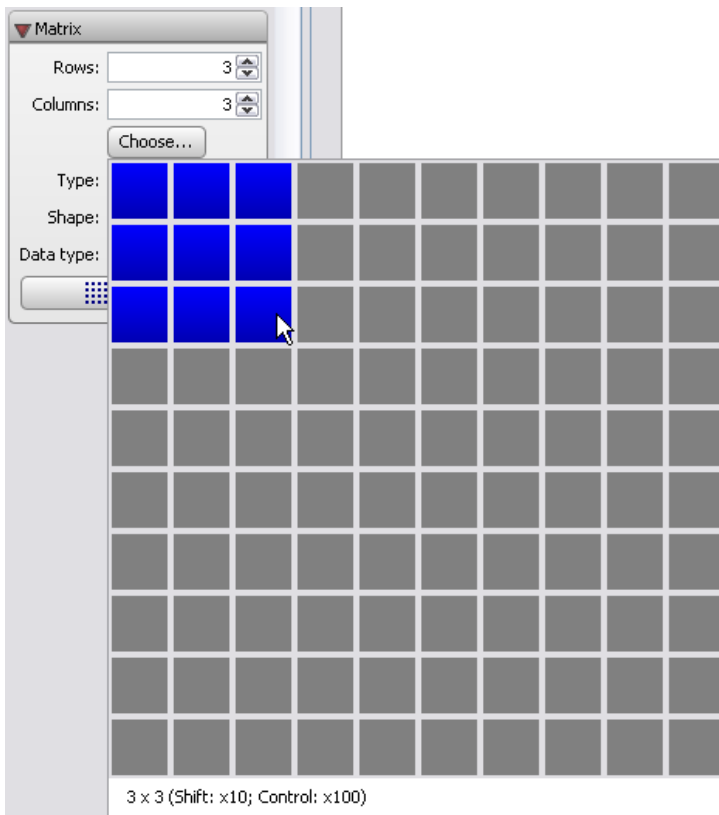 Matrix
Rows: 3
Columns: 3
Choose...
Type:
Shape:
Data type:
3 x 3 (Shift: x10; Control: x100)